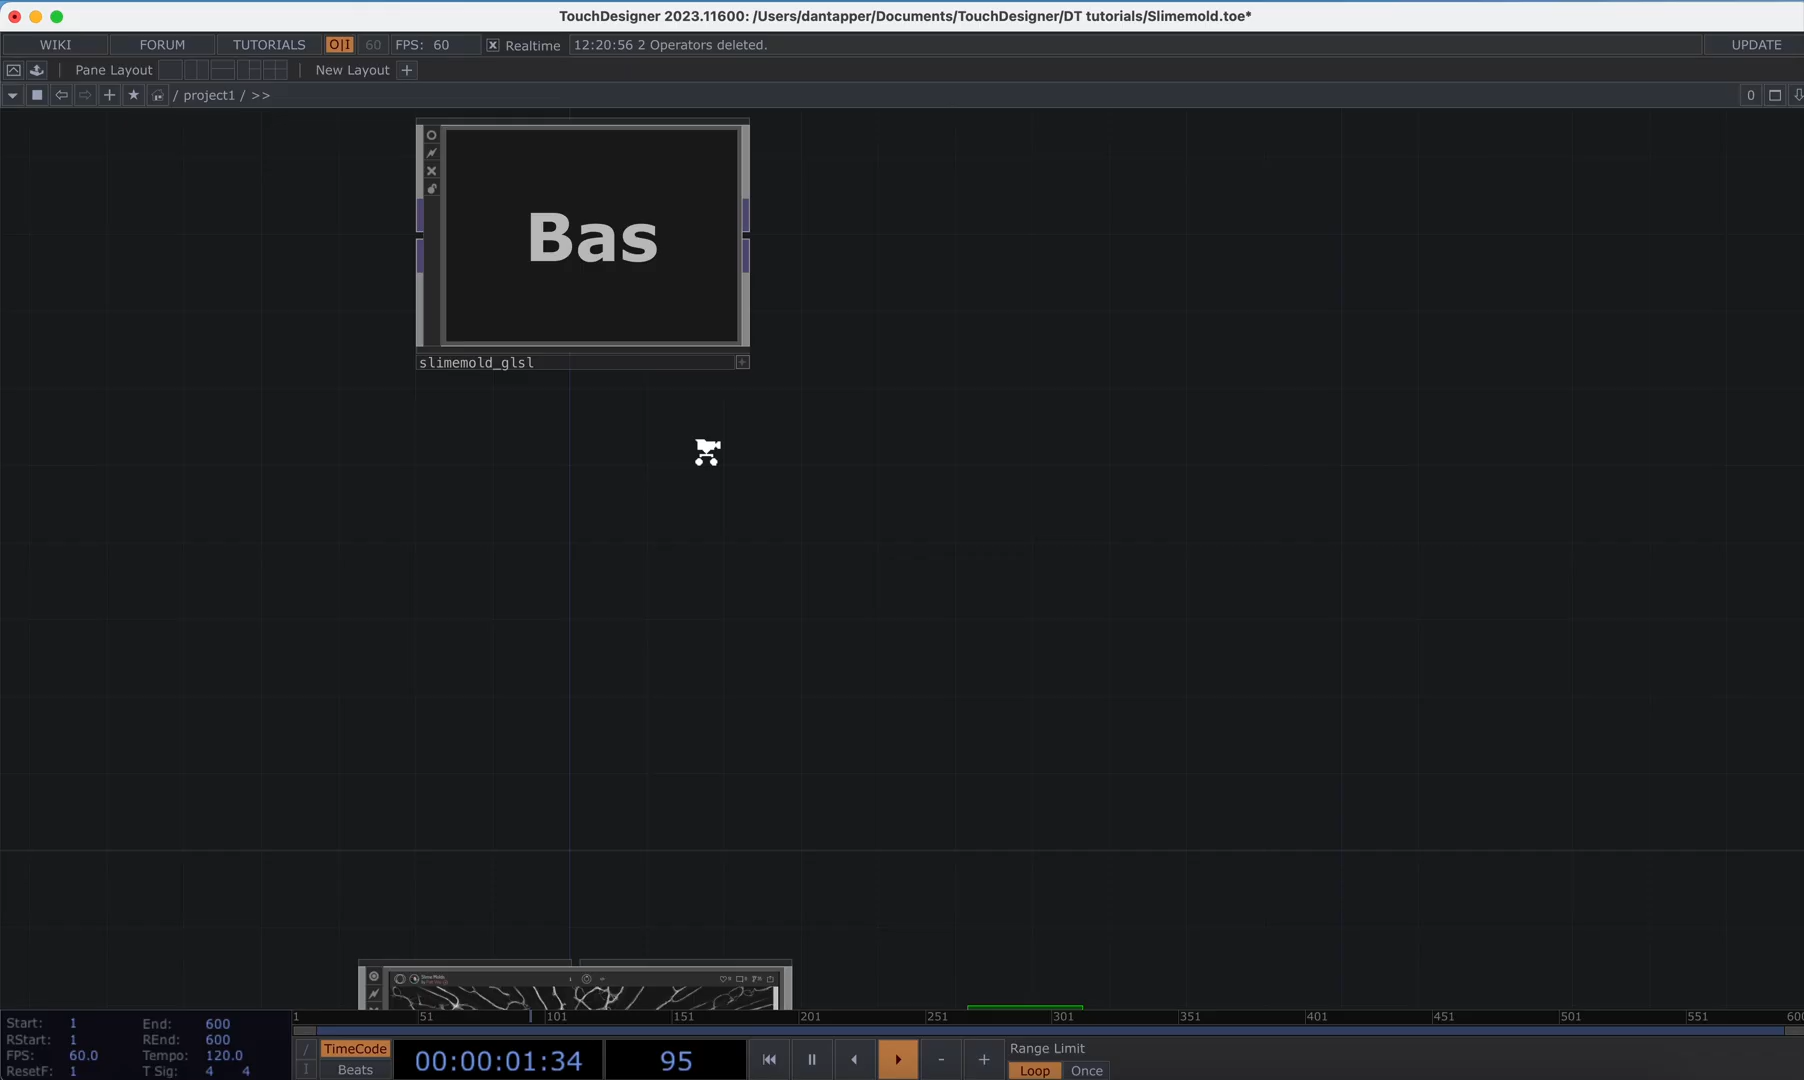 TouchDesigner 2023.11600: /Users/dantapper/Documents/TouchDesigner/DT tutorials/Slimemold.toe*
WIKI FORUM TUTORIALS O|I 60 FPS: 60 Realtime 12:20:56 2 Operators deleted. UPDATE
Pane Layout New Layout +
/ project1 / >> 0
Bas
slimemold_glsl
Slime Molds
Start: 1 End: 600
RStart: 1 REnd: 600
FPS: 60.0 Tempo: 120.0
ResetF: 1 T Sig: 4 4
1 51 101 151 201 251 301 351 401 451 501 551 600
/ TimeCode 00:00:01:34 95 - + Range Limit
I Beats Loop Once